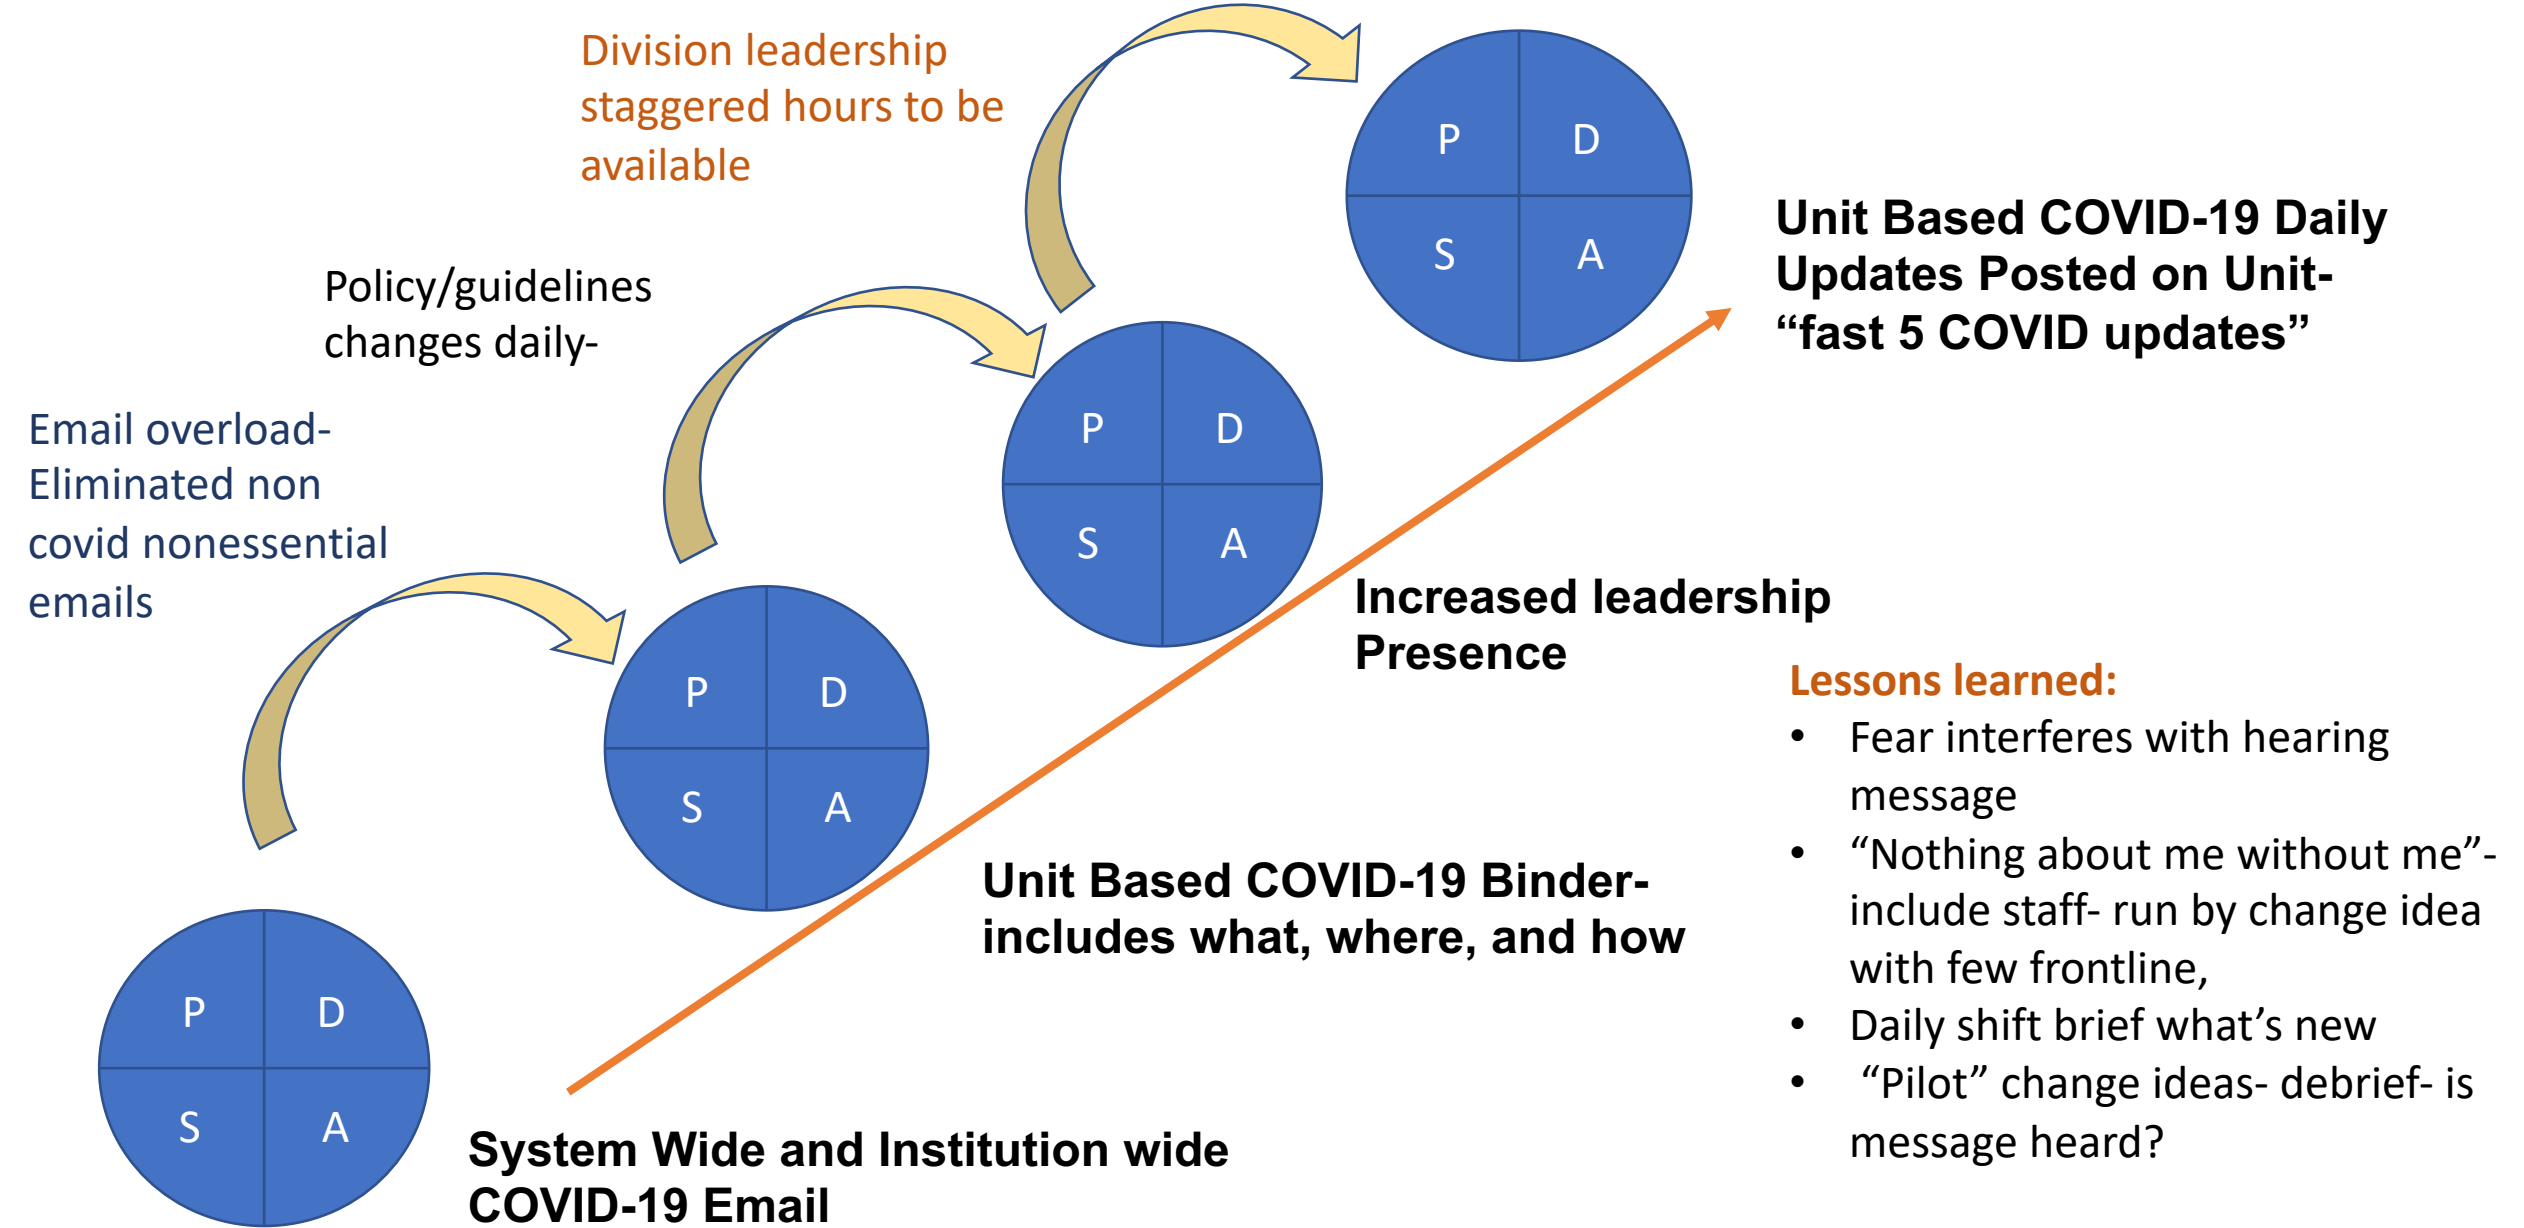 Division leadership
staggered hours to be
available
P D
S A
Unit Based COVID-19 Daily
Updates Posted on Unit-
“fast 5 COVID updates”
Policy/guidelines
changes daily-
P D
S A
Increased leadership
Presence
Email overload-
Eliminated non
covid nonessential
emails
P D
S A
Unit Based COVID-19 Binder-
includes what, where, and how
P D
S A
System Wide and Institution wide
COVID-19 Email
Lessons learned:
• Fear interferes with hearing
message
• “Nothing about me without me”-
include staff- run by change idea
with few frontline,
• Daily shift brief what’s new
• “Pilot” change ideas- debrief- is
message heard?